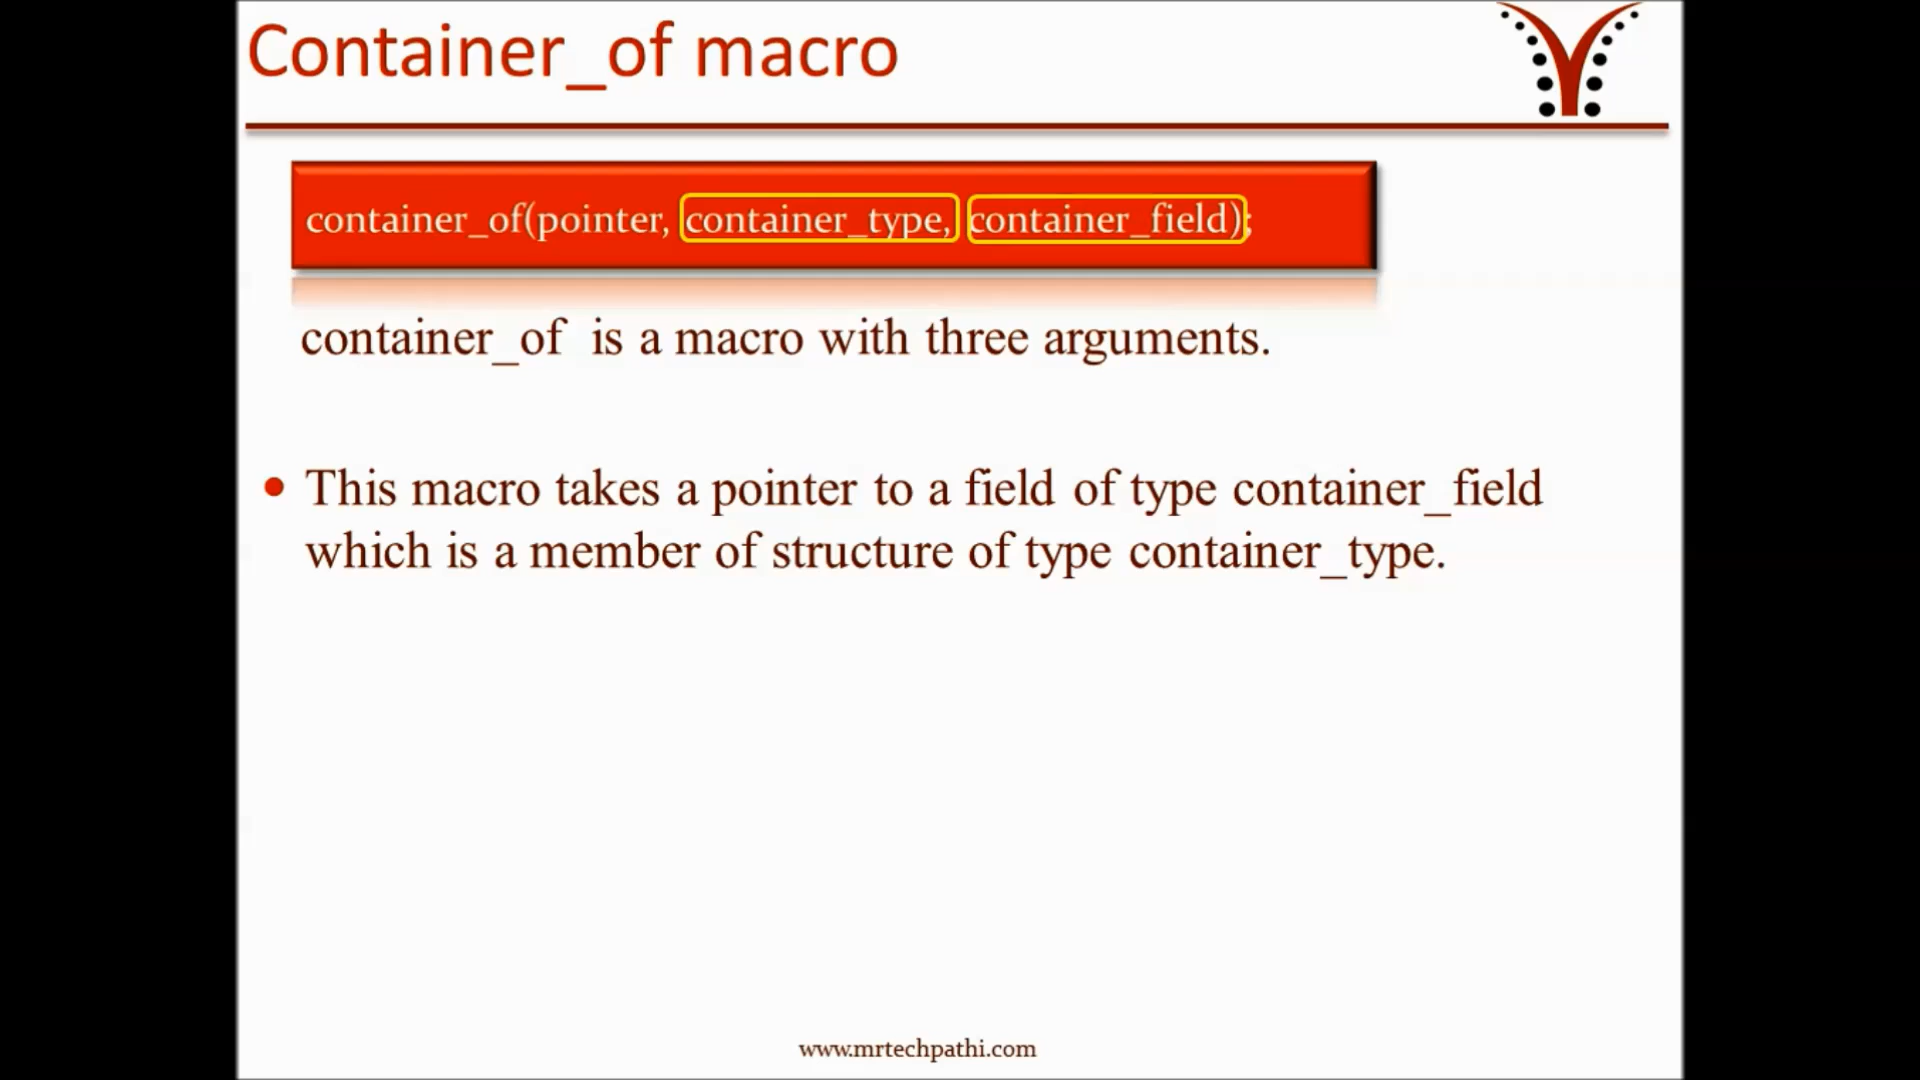 Container_of macro
container_of(pointer, container_type, container_field);
container_of is a macro with three arguments.
• This macro takes a pointer to a field of type container_field
which is a member of structure of type container_type.
www.mrtechpathi.com